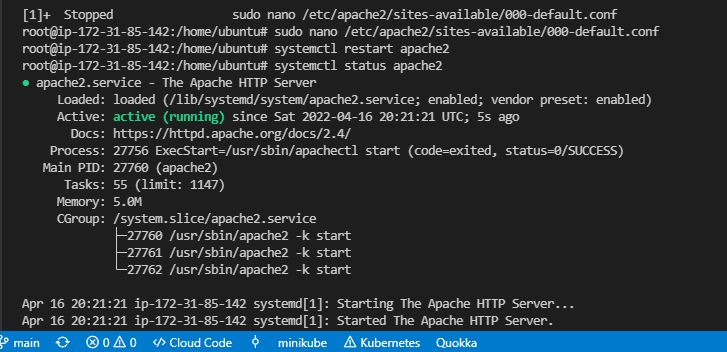 [1]+  Stopped                 sudo nano /etc/apache2/sites-available/000-default.conf
root@ip-172-31-85-142:/home/ubuntu# sudo nano /etc/apache2/sites-available/000-default.conf
root@ip-172-31-85-142:/home/ubuntu# systemctl restart apache2
root@ip-172-31-85-142:/home/ubuntu# systemctl status apache2
● apache2.service - The Apache HTTP Server
     Loaded: loaded (/lib/systemd/system/apache2.service; enabled; vendor preset: enabled)
     Active: active (running) since Sat 2022-04-16 20:21:21 UTC; 5s ago
       Docs: https://httpd.apache.org/docs/2.4/
    Process: 27756 ExecStart=/usr/sbin/apachectl start (code=exited, status=0/SUCCESS)
   Main PID: 27760 (apache2)
      Tasks: 55 (limit: 1147)
     Memory: 5.0M
     CGroup: /system.slice/apache2.service
             ├─27760 /usr/sbin/apache2 -k start
             ├─27761 /usr/sbin/apache2 -k start
             └─27762 /usr/sbin/apache2 -k start
Apr 16 20:21:21 ip-172-31-85-142 systemd[1]: Starting The Apache HTTP Server...
Apr 16 20:21:21 ip-172-31-85-142 systemd[1]: Started The Apache HTTP Server.
main 0 0 Cloud Code minikube Kubernetes Quokka